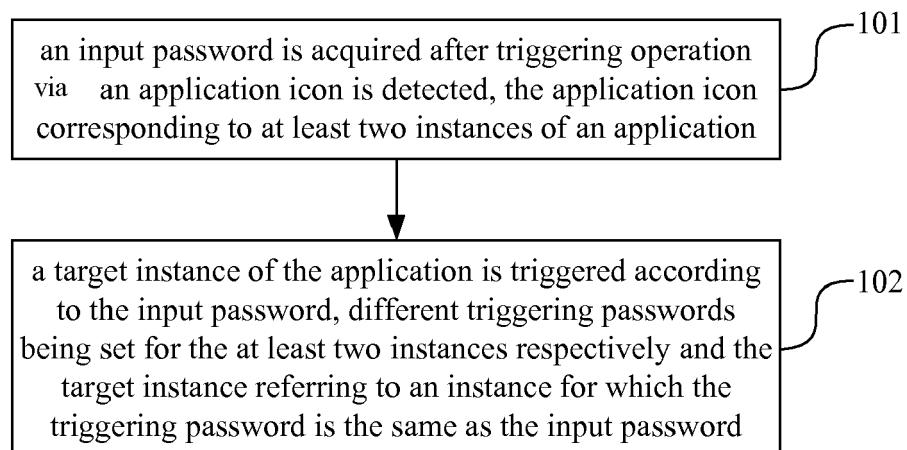 an input password is acquired after triggering operation
via an application icon is detected, the application icon
corresponding to at least two instances of an application
101
a target instance of the application is triggered according
to the input password, different triggering passwords
being set for the at least two instances respectively and the
target instance referring to an instance for which the
triggering password is the same as the input password
102